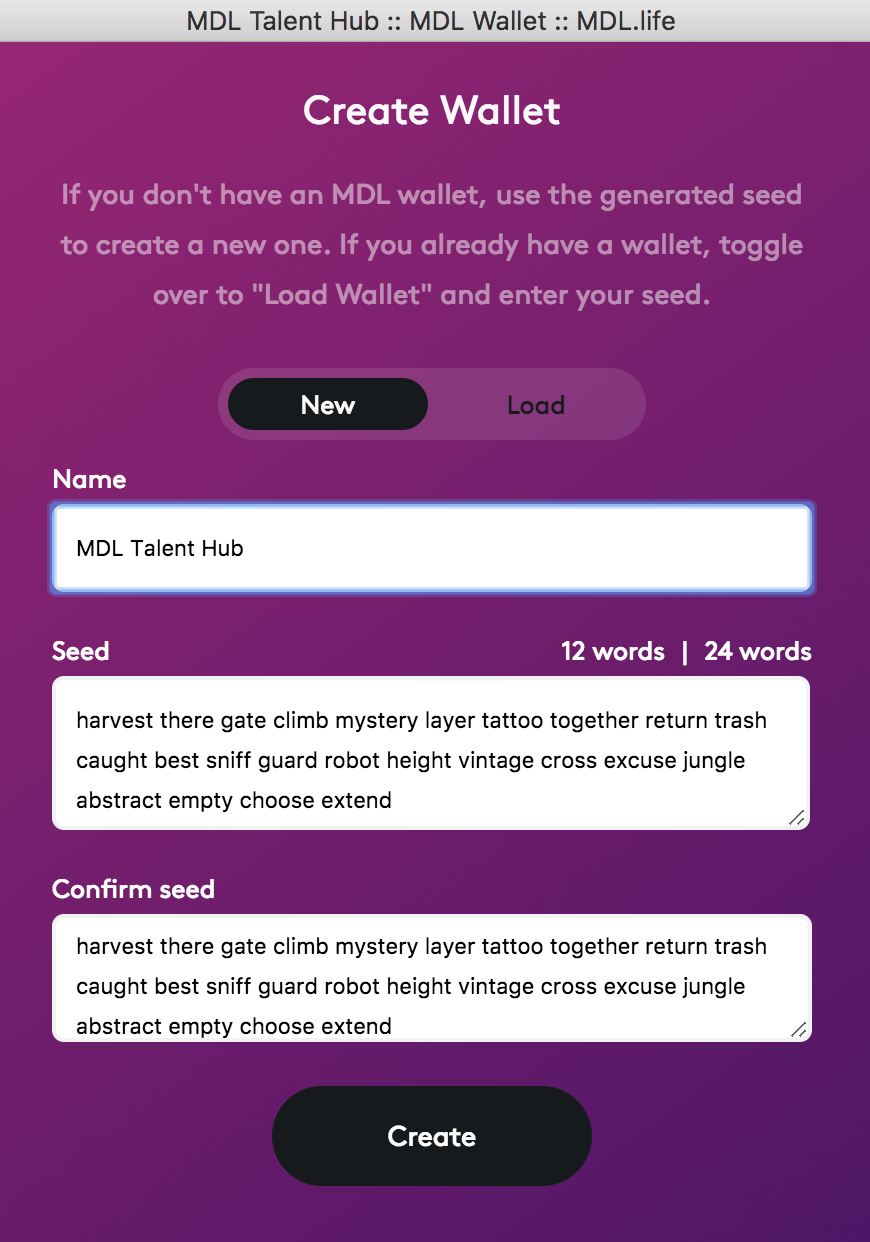 MDL Talent Hub :: MDL Wallet :: MDL.life
Create Wallet
If you don't have an MDL wallet, use the generated seed
to create a new one. If you already have a wallet, toggle
over to "Load Wallet" and enter your seed.
New Load
Name
MDL Talent Hub
Seed 12 words | 24 words
harvest there gate climb mystery layer tattoo together return trash
caught best sniff guard robot height vintage cross excuse jungle
abstract empty choose extend
Confirm seed
harvest there gate climb mystery layer tattoo together return trash
caught best sniff guard robot height vintage cross excuse jungle
abstract empty choose extend
Create